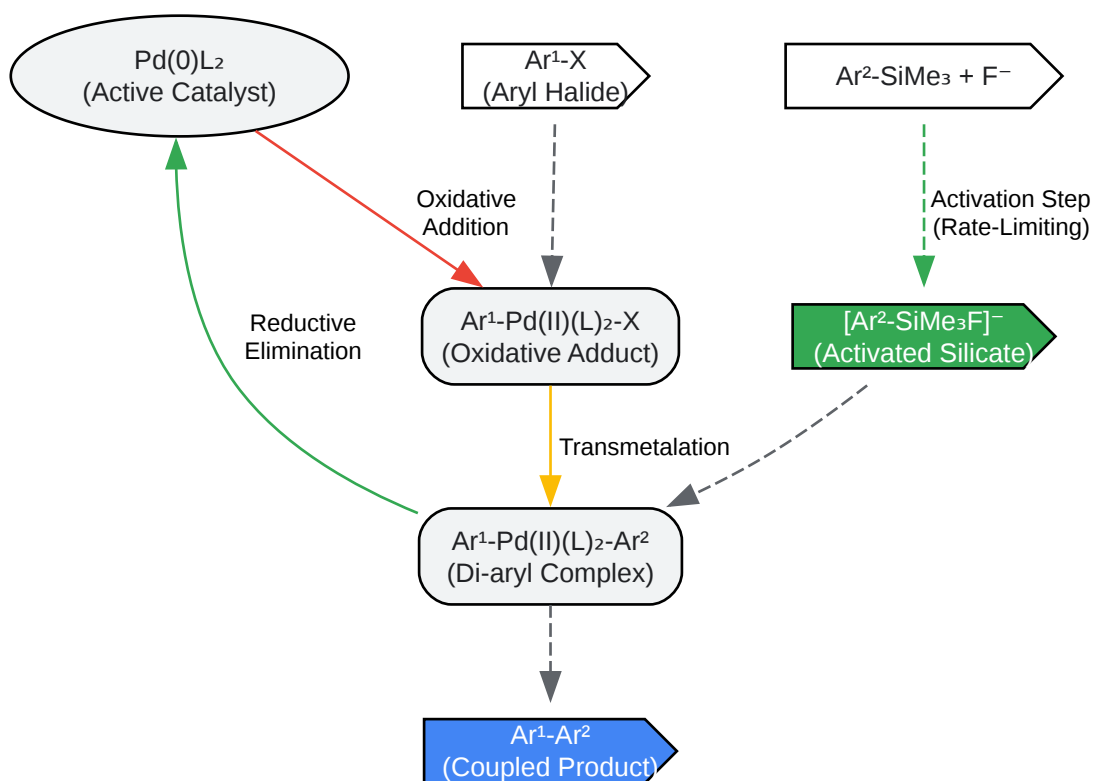 Pd(0)L₂
(Active Catalyst)
Ar¹-X
(Aryl Halide)
Ar²-SiMe₃ + F⁻
Oxidative
Addition
Activation Step
(Rate-Limiting)
Ar¹-Pd(II)(L)₂-X
(Oxidative Adduct)
[Ar²-SiMe₃F]⁻
(Activated Silicate)
Reductive
Elimination
Transmetalation
Ar¹-Pd(II)(L)₂-Ar²
(Di-aryl Complex)
Ar¹-Ar²
(Coupled Product)